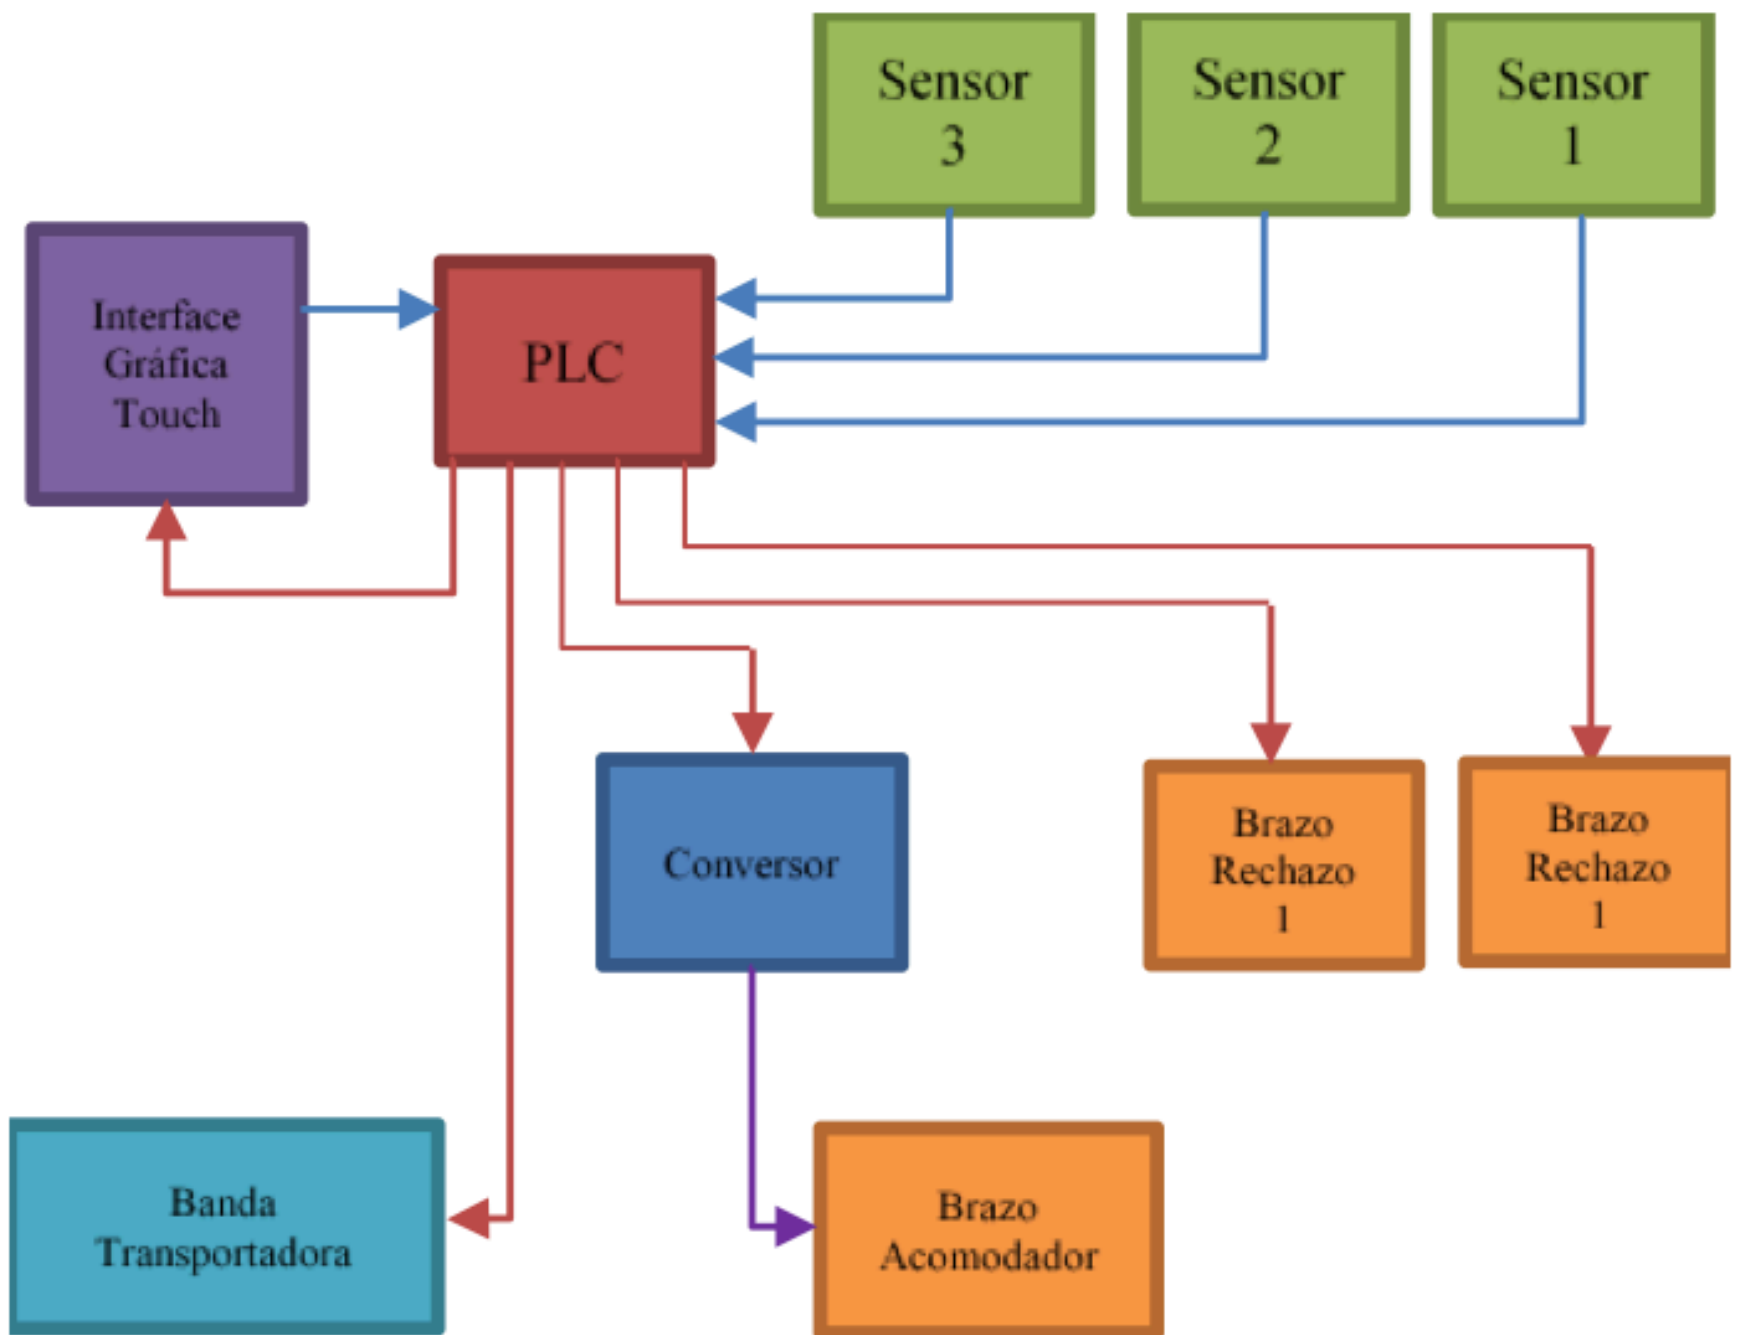 Sensor
3
Sensor
2
Sensor
1
Interface
Gráfica
Touch
PLC
Conversor
Brazo
Rechazo
1
Brazo
Rechazo
1
Banda
Transportadora
Brazo
Acomodador